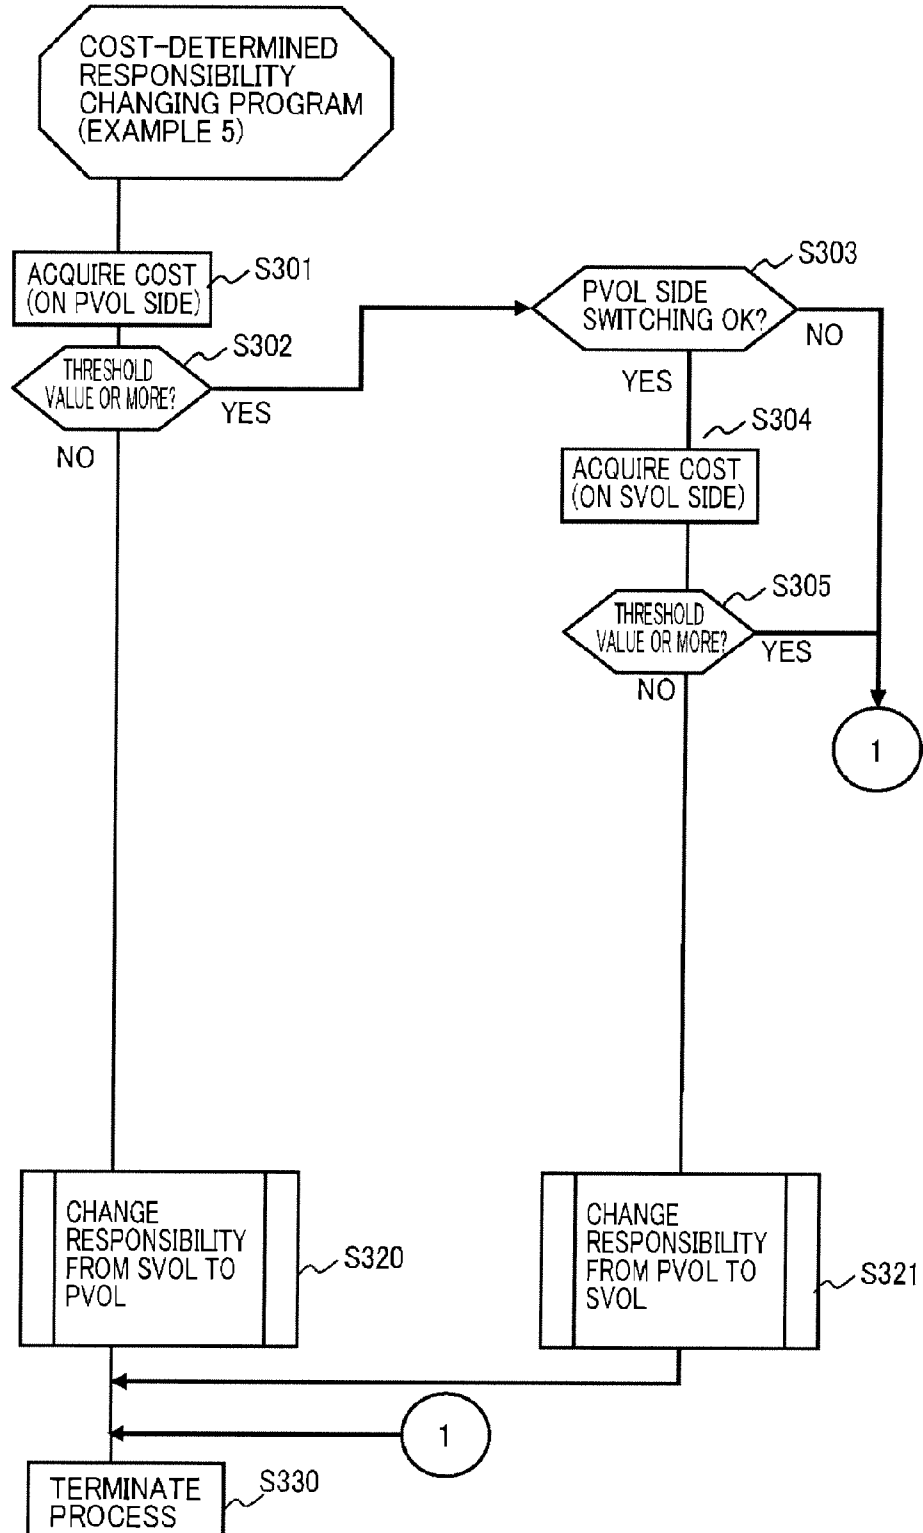 COST-DETERMINED
RESPONSIBILITY
CHANGING PROGRAM
(EXAMPLE 5)
ACQUIRE COST
(ON PVOL SIDE)
S301
THRESHOLD
VALUE OR MORE?
S302
YES
NO
PVOL SIDE
SWITCHING OK?
S303
NO
YES
S304
ACQUIRE COST
(ON SVOL SIDE)
S305
THRESHOLD
VALUE OR MORE?
YES
NO
1
CHANGE
RESPONSIBILITY
FROM SVOL TO
PVOL
S320
CHANGE
RESPONSIBILITY
FROM PVOL TO
SVOL
S321
1
TERMINATE
PROCESS
S330